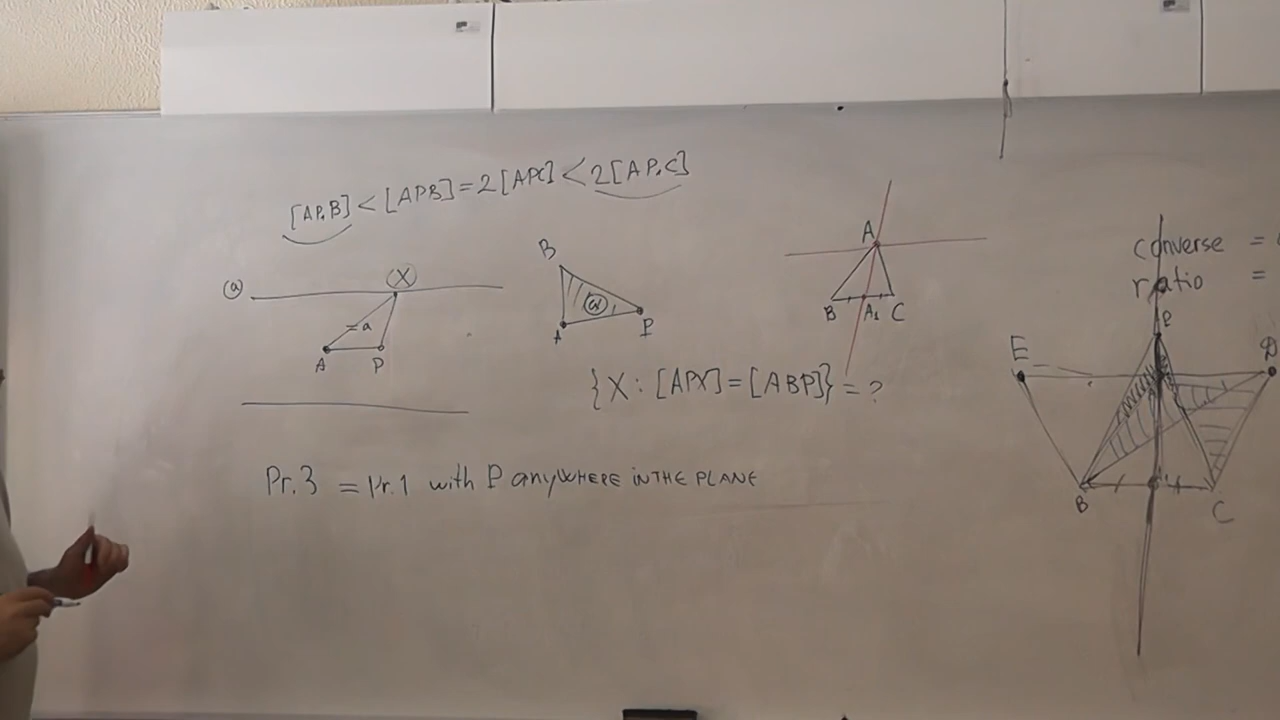 [AP₁B] < [APB] = 2[APC] < 2[AP₁C]
ⓐ X
= a
A P
B
ⓐ
A P
A
B A₁ C
{X : [APX] = [ABP]} = ?
converse =
ratio =
P
E D
B C
Pr. 3 = Pr. 1 with P anywhere in the plane